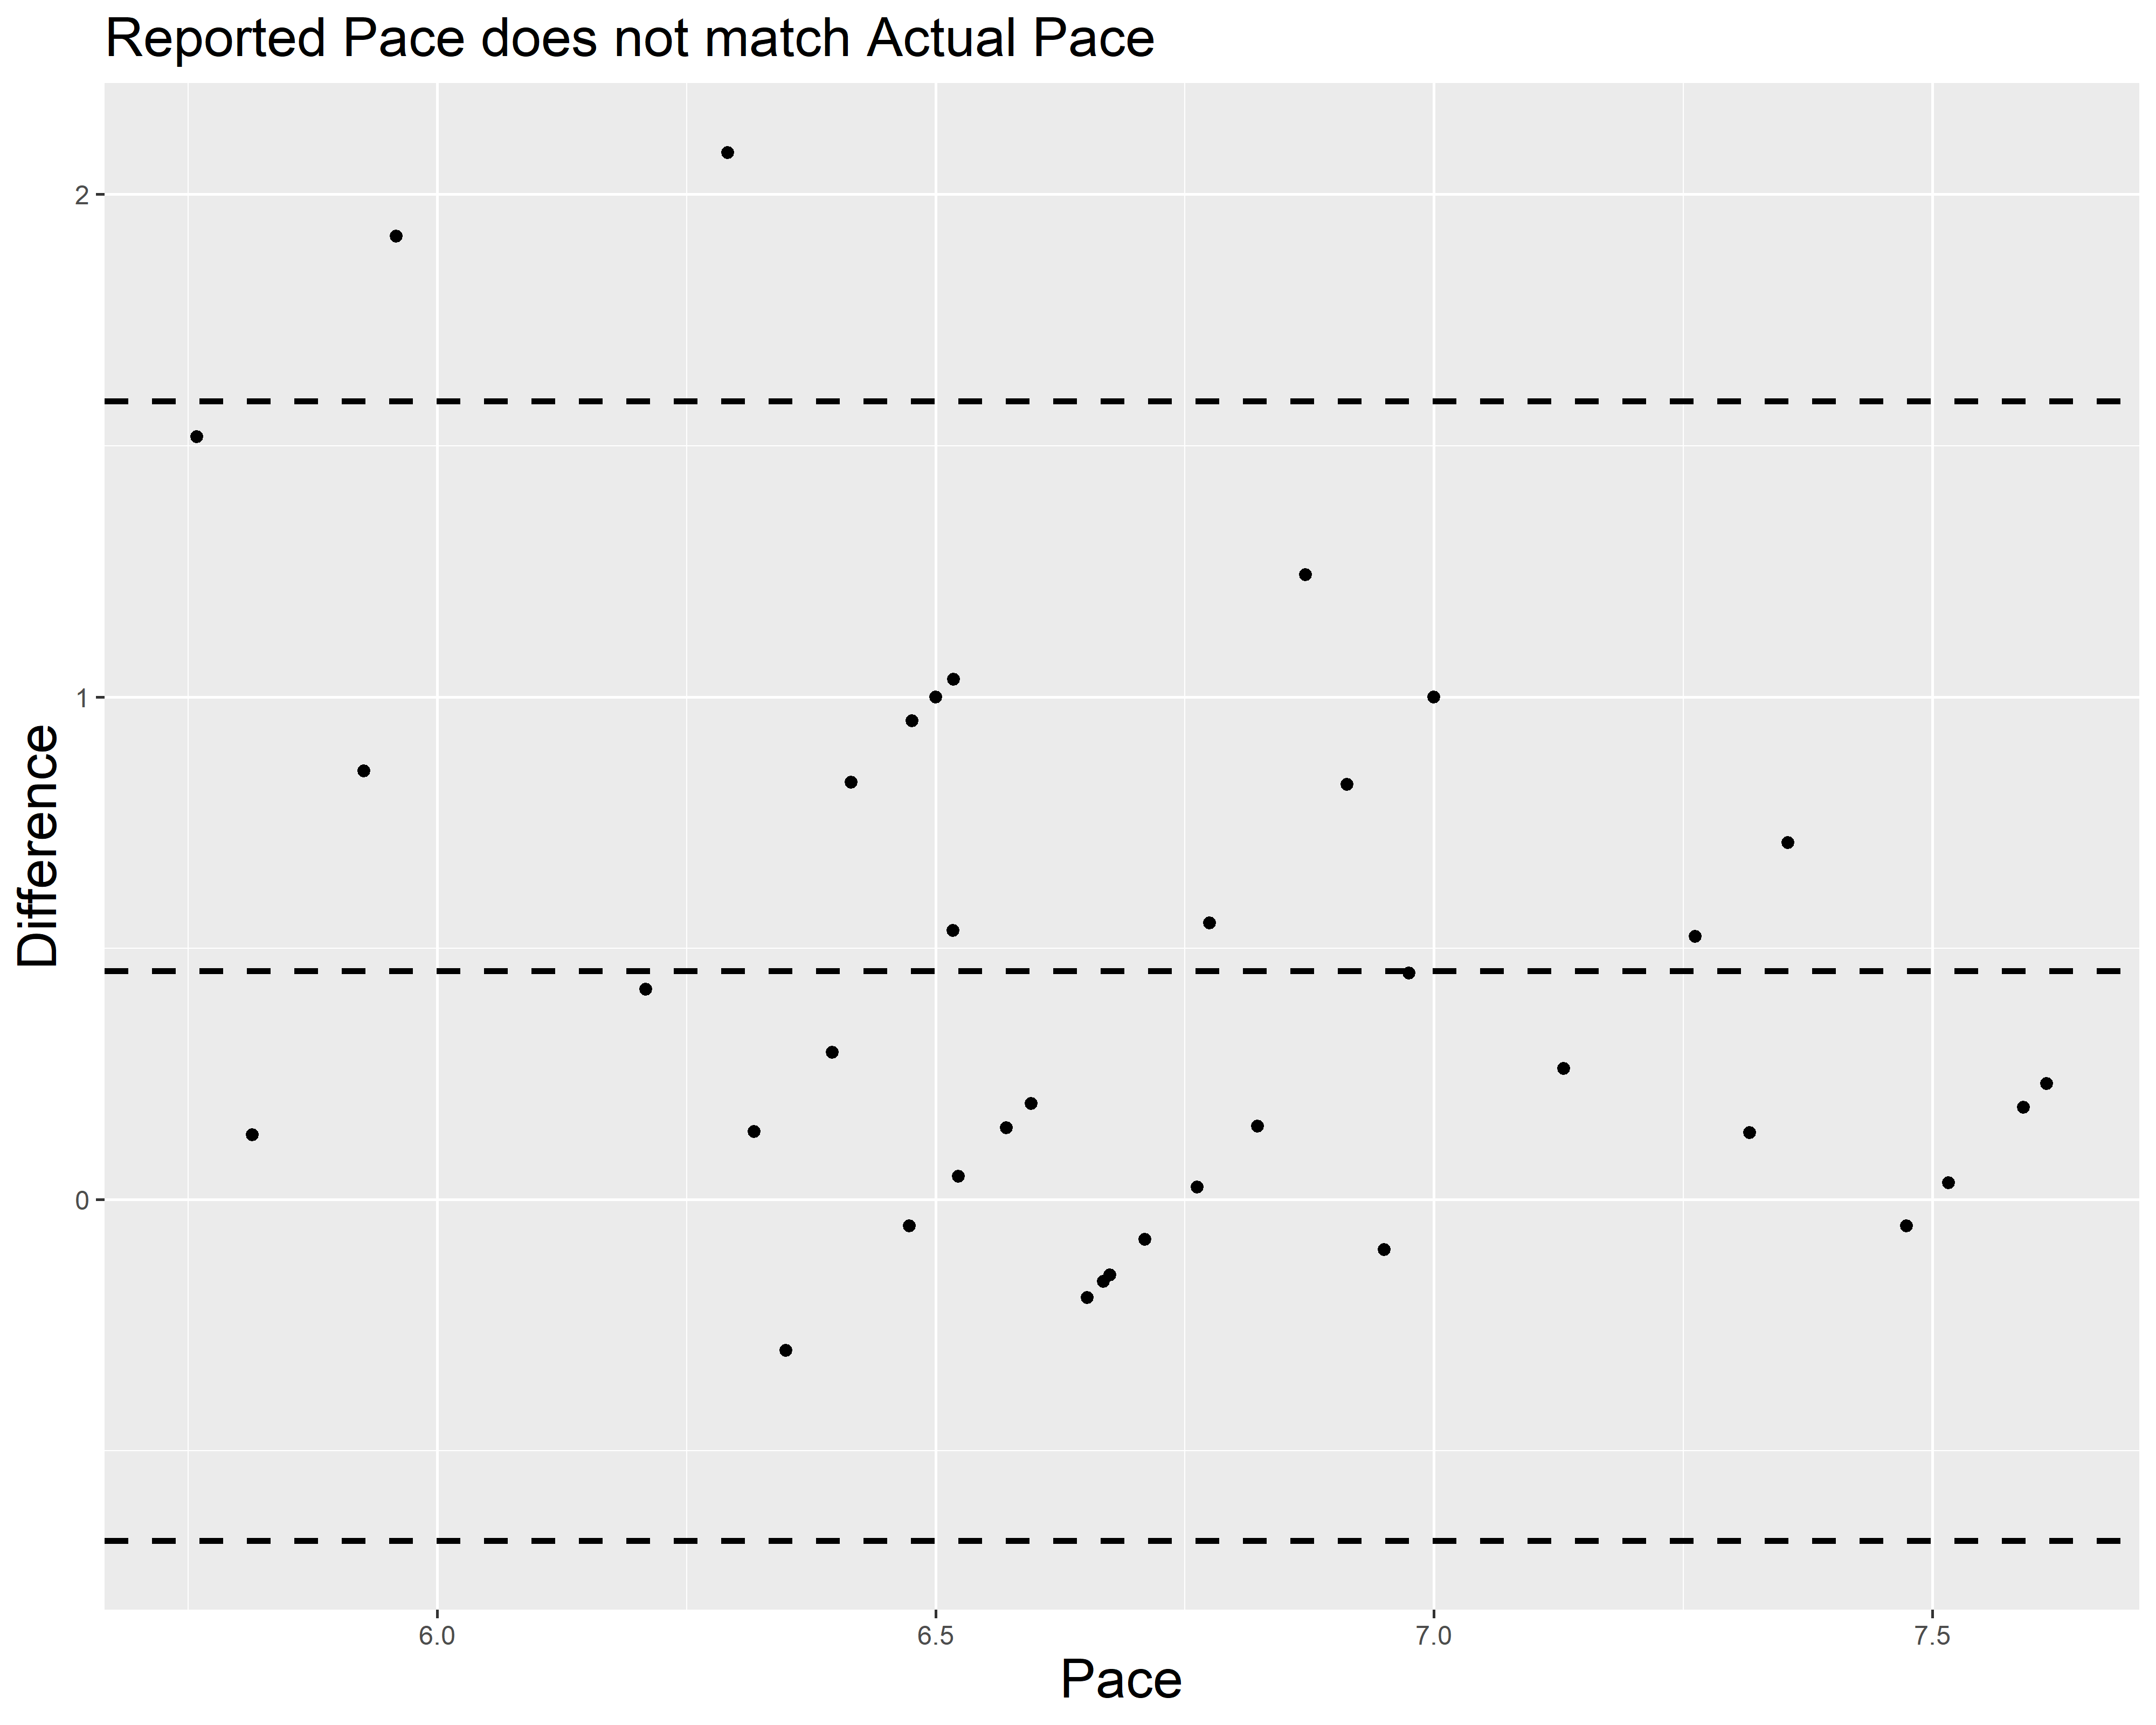 Reported Pace does not match Actual Pace
Difference
2
1
0
6.0 6.5 7.0 7.5
Pace